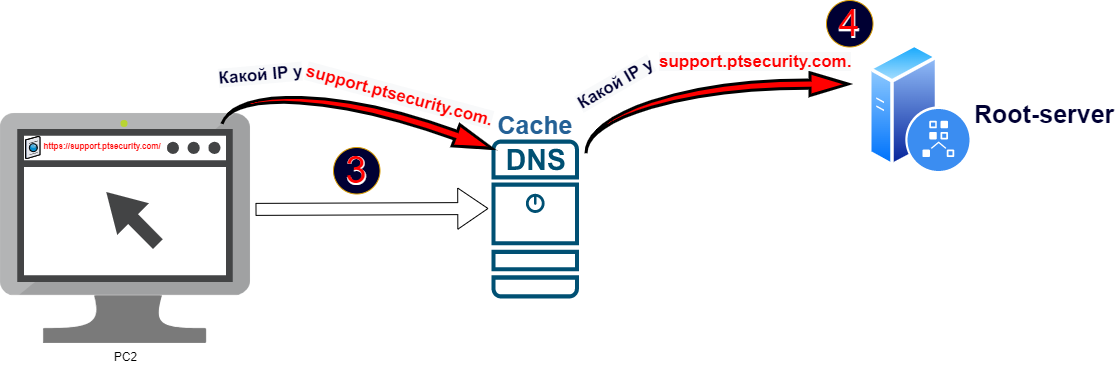 4
Какой IP у support.ptsecurity.com.
Какой IP у support.ptsecurity.com.
Cache
DNS
Root-server
https://support.ptsecurity.com/
3
PC2